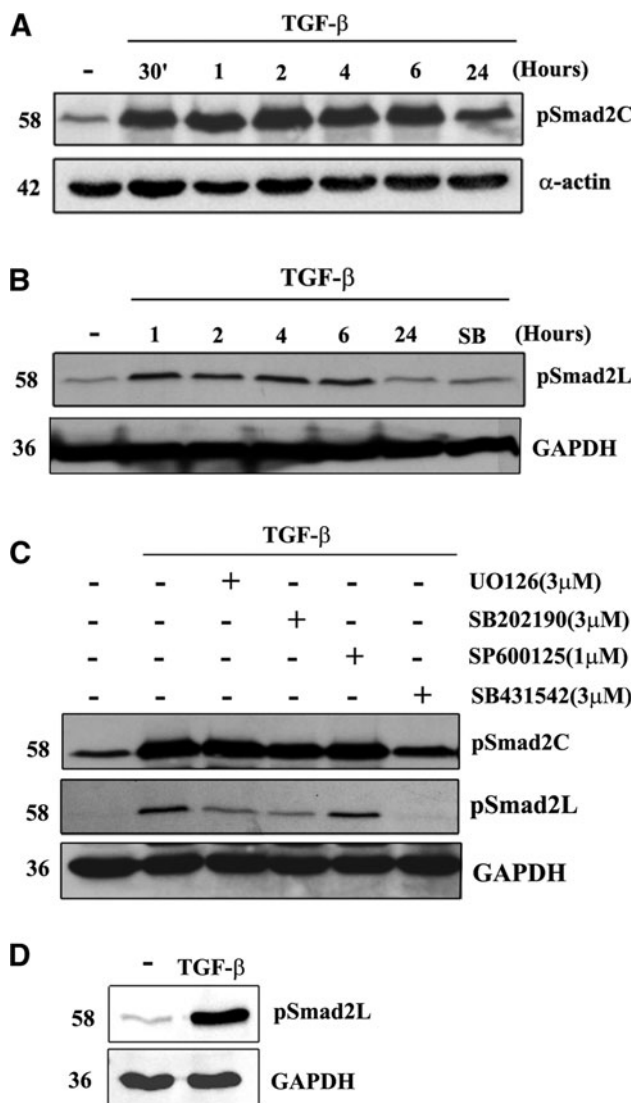 A
TGF-β
- 30' 1 2 4 6 24 (Hours)
58 pSmad2C
42 α-actin
B
TGF-β
- 1 2 4 6 24 SB (Hours)
58 pSmad2L
36 GAPDH
C
TGF-β
- - + - - - UO126(3μM)
- - - + - - SB202190(3μM)
- - - - + - SP600125(1μM)
- - - - - + SB431542(3μM)
58 pSmad2C
58 pSmad2L
36 GAPDH
D
- TGF-β
58 pSmad2L
36 GAPDH